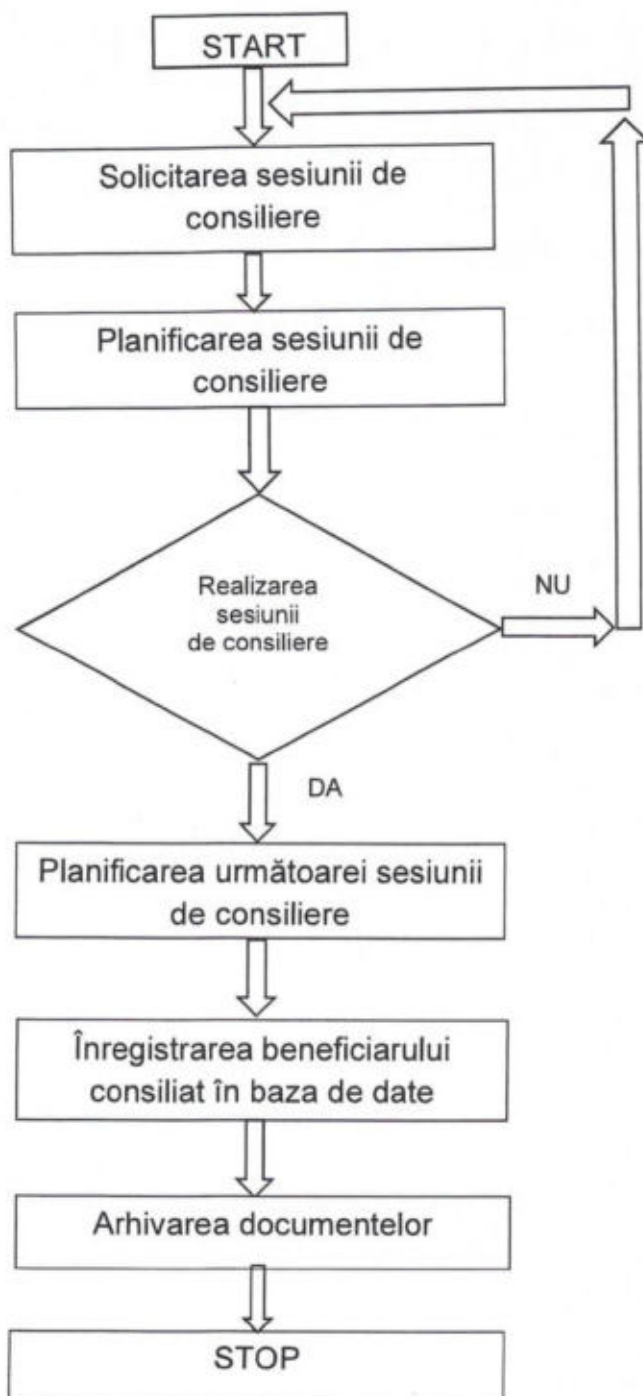 START
Solicitarea sesiunii de
consiliere
Planificarea sesiunii de
consiliere
Realizarea
sesiunii
de consiliere
NU
DA
Planificarea următoarei sesiunii
de consiliere
Înregistrarea beneficiarului
consiliat în baza de date
Arhivarea documentelor
STOP